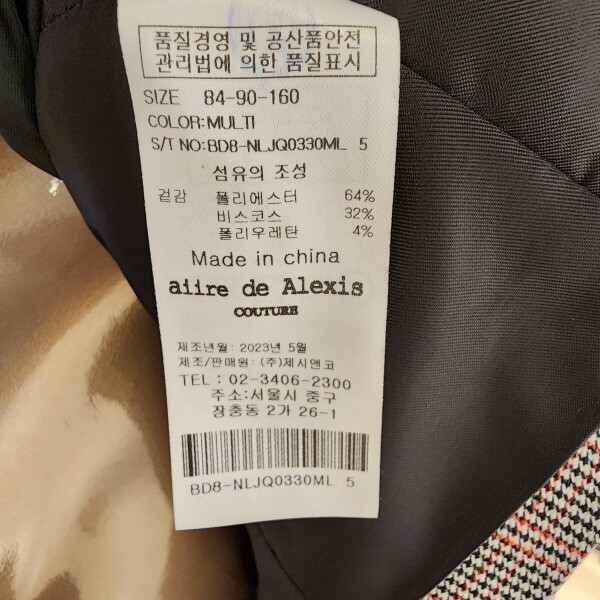 품질경영 및 공산품안전
관리법에 의한 품질표시
SIZE 84-90-160
COLOR:MULTI
S/T NO:BD8-NLJQ0330ML 5
섬유의 조성
겉감 폴리에스터 64%
비스코스 32%
폴리우레탄 4%
Made in china
aiire de Alexis
COUTURE
제조년월: 2023년 5월
제조/판매원: (주)제시앤코
TEL : 02-3406-2300
주소:서울시 중구
장충동 2가 26-1
BD8-NLJQ0330ML 5